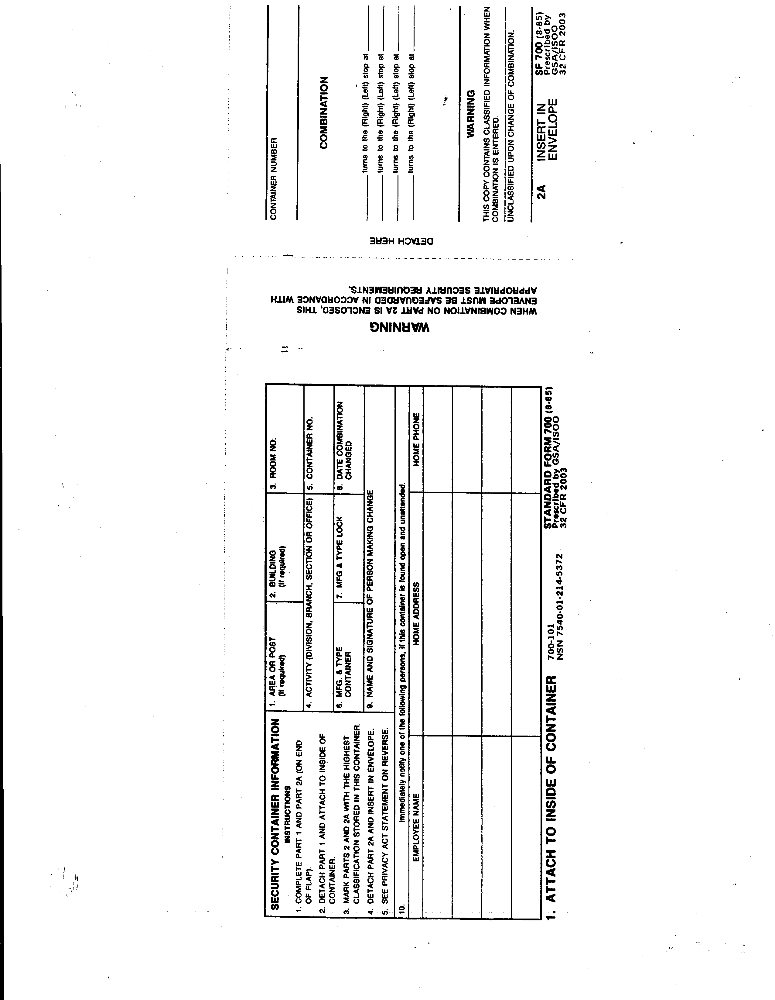 SECURITY CONTAINER INFORMATION
INSTRUCTIONS
1. COMPLETE PART 1 AND PART 2A (ON END
OF FLAP).
2. DETACH PART 1 AND ATTACH TO INSIDE OF
CONTAINER.
3. MARK PARTS 2 AND 2A WITH THE HIGHEST
CLASSIFICATION STORED IN THIS CONTAINER.
4. DETACH PART 2A AND INSERT IN ENVELOPE.
5. SEE PRIVACY ACT STATEMENT ON REVERSE.
1. AREA OR POST
(If required)
2. BUILDING
(If required)
3. ROOM NO.
4. ACTIVITY (DIVISION, BRANCH, SECTION OR OFFICE)
5. CONTAINER NO.
6. MFG. & TYPE
CONTAINER
7. MFG & TYPE LOCK
8. DATE COMBINATION
CHANGED
9. NAME AND SIGNATURE OF PERSON MAKING CHANGE
10. Immediately notify one of the following persons, if this container is found open and unattended.
EMPLOYEE NAME
HOME ADDRESS
HOME PHONE
1. ATTACH TO INSIDE OF CONTAINER
700-101
NSN 7540-01-214-5372
STANDARD FORM 700 (8-85)
Prescribed by GSA/ISOO
32 CFR 2003
WARNING
WHEN COMBINATION ON PART 2A IS ENCLOSED, THIS
ENVELOPE MUST BE SAFEGUARDED IN ACCORDANCE WITH
APPROPRIATE SECURITY REQUIREMENTS.
DETACH HERE
CONTAINER NUMBER
COMBINATION
turns to the (Right) (Left) stop at
turns to the (Right) (Left) stop at
turns to the (Right) (Left) stop at
turns to the (Right) (Left) stop at
WARNING
THIS COPY CONTAINS CLASSIFIED INFORMATION WHEN
COMBINATION IS ENTERED.
UNCLASSIFIED UPON CHANGE OF COMBINATION.
2A
INSERT IN
ENVELOPE
SF 700 (8-85)
Prescribed by
GSA/ISOO
32 CFR 2003